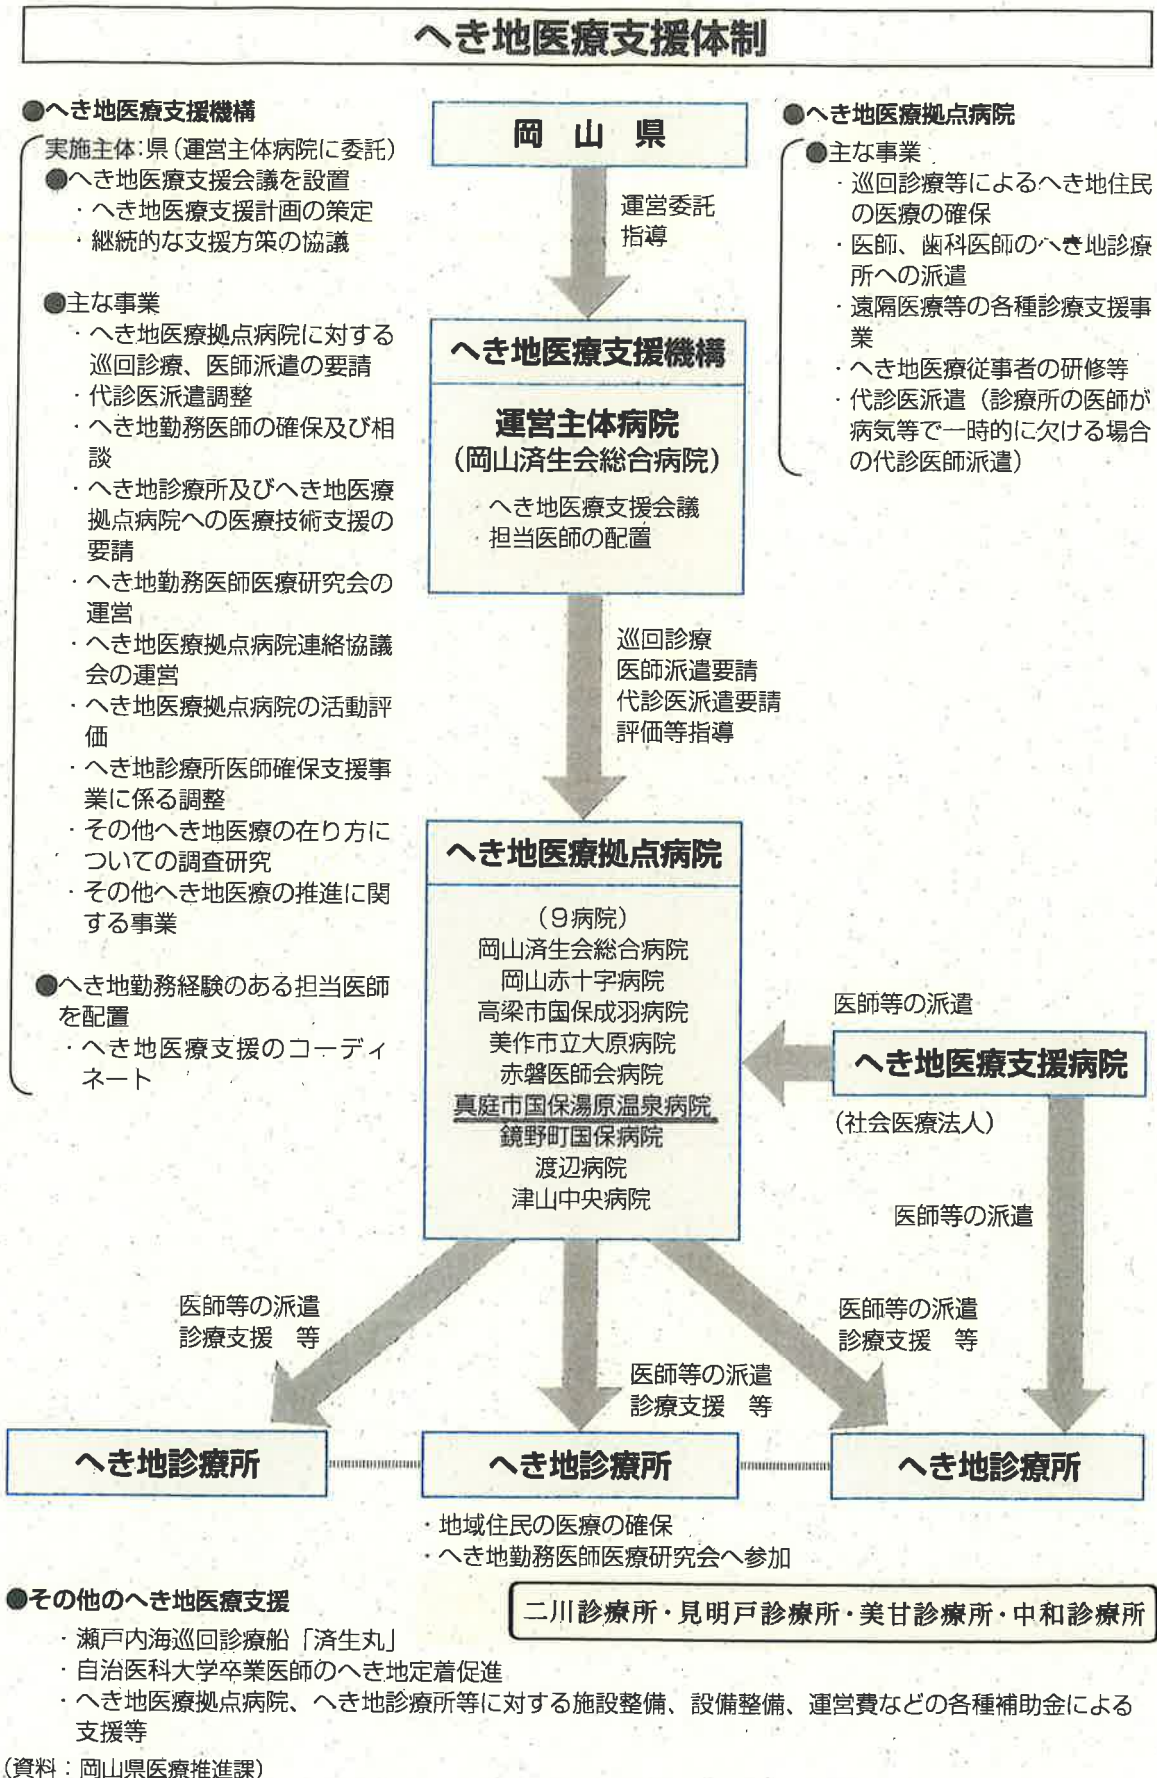 へき地医療支援体制
●へき地医療支援機構
実施主体:県(運営主体病院に委託)
●へき地医療支援会議を設置
・へき地医療支援計画の策定
・継続的な支援方策の協議
●主な事業
・へき地医療拠点病院に対する
巡回診療、医師派遣の要請
・代診医派遣調整
・へき地勤務医師の確保及び相
談
・へき地診療所及びへき地医療
拠点病院への医療技術支援の
要請
・へき地勤務医師医療研究会の
運営
・へき地医療拠点病院連絡協議
会の運営
・へき地医療拠点病院の活動評
価
・へき地診療所医師確保支援事
業に係る調整
・その他へき地医療の在り方に
ついての調査研究
・その他へき地医療の推進に関
する事業
●へき地勤務経験のある担当医師
を配置
・へき地医療支援のコーディ
ネート
岡山県
運営委託
指導
へき地医療支援機構
運営主体病院
(岡山済生会総合病院)
・へき地医療支援会議
・担当医師の配置
巡回診療
医師派遣要請
代診医派遣要請
評価等指導
へき地医療拠点病院
(9病院)
岡山済生会総合病院
岡山赤十字病院
高梁市国保成羽病院
美作市立大原病院
赤磐医師会病院
真庭市国保湯原温泉病院
鏡野町国保病院
渡辺病院
津山中央病院
●へき地医療拠点病院
●主な事業
・巡回診療等によるへき地住民
の医療の確保
・医師、歯科医師のへき地診療
所への派遣
・遠隔医療等の各種診療支援事
業
・へき地医療従事者の研修等
・代診医派遣(診療所の医師が
病気等で一時的に欠ける場合
の代診医師派遣)
医師等の派遣
へき地医療支援病院
(社会医療法人)
医師等の派遣
医師等の派遣
診療支援 等
医師等の派遣
診療支援 等
医師等の派遣
診療支援 等
へき地診療所
へき地診療所
へき地診療所
・地域住民の医療の確保
・へき地勤務医師医療研究会へ参加
二川診療所・見明戸診療所・美甘診療所・中和診療所
●その他のへき地医療支援
・瀬戸内海巡回診療船「済生丸」
・自治医科大学卒業医師のへき地定着促進
・へき地医療拠点病院、へき地診療所等に対する施設整備、設備整備、運営費などの各種補助金による
支援等
(資料:岡山県医療推進課)